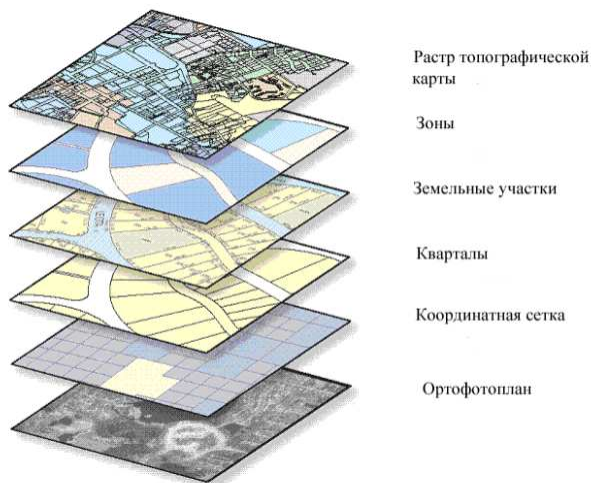 Растр топографической
карты
Зоны
Земельные участки
Кварталы
Координатная сетка
Ортофотоплан